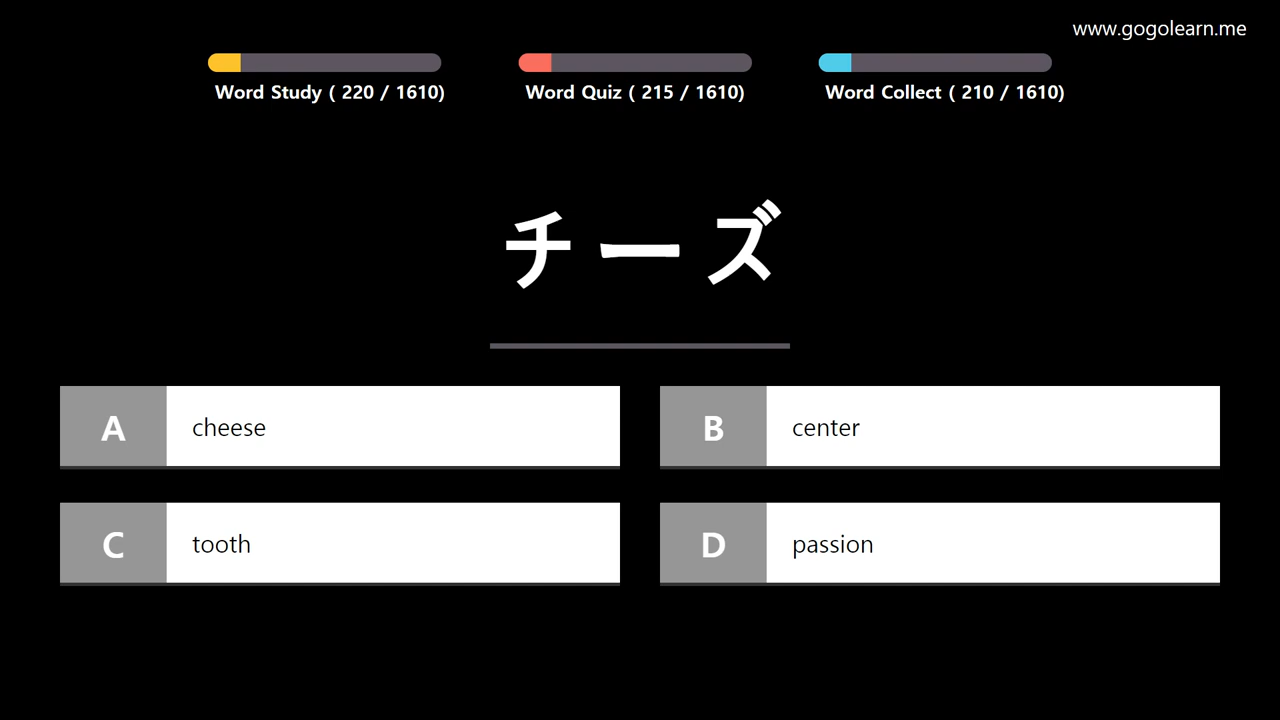 www.gogolearn.me
Word Study ( 220 / 1610)
Word Quiz ( 215 / 1610)
Word Collect ( 210 / 1610)
チーズ
A cheese
B center
C tooth
D passion